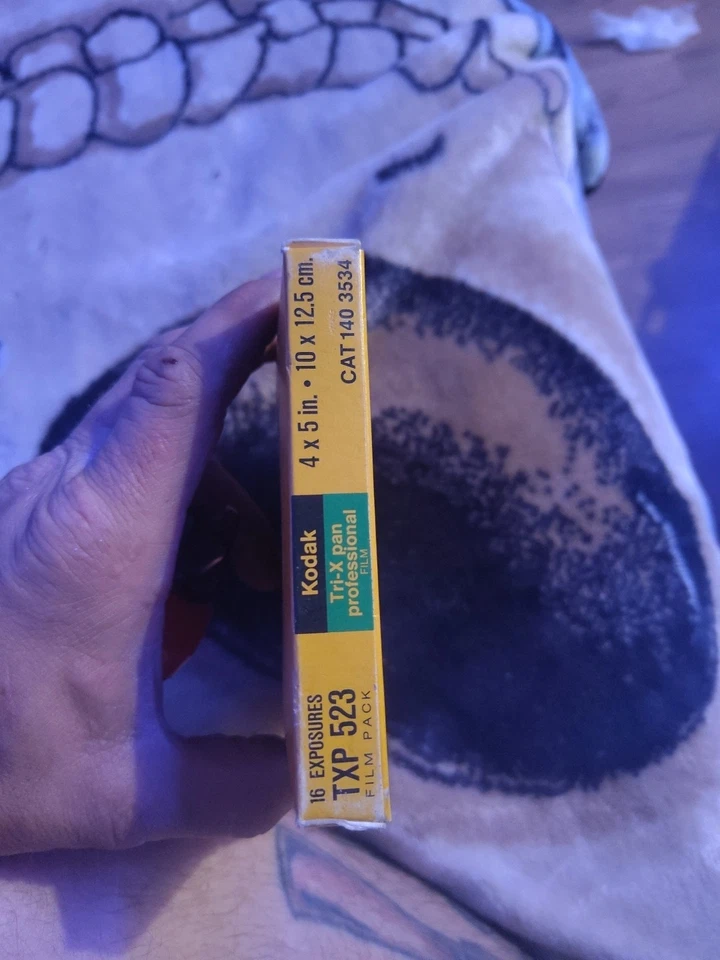 16 EXPOSURES
TXP 523
FILM PACK
Kodak
Tri-X pan
professional
FILM
4 x 5 in. • 10 x 12.5 cm.
CAT 140 3534